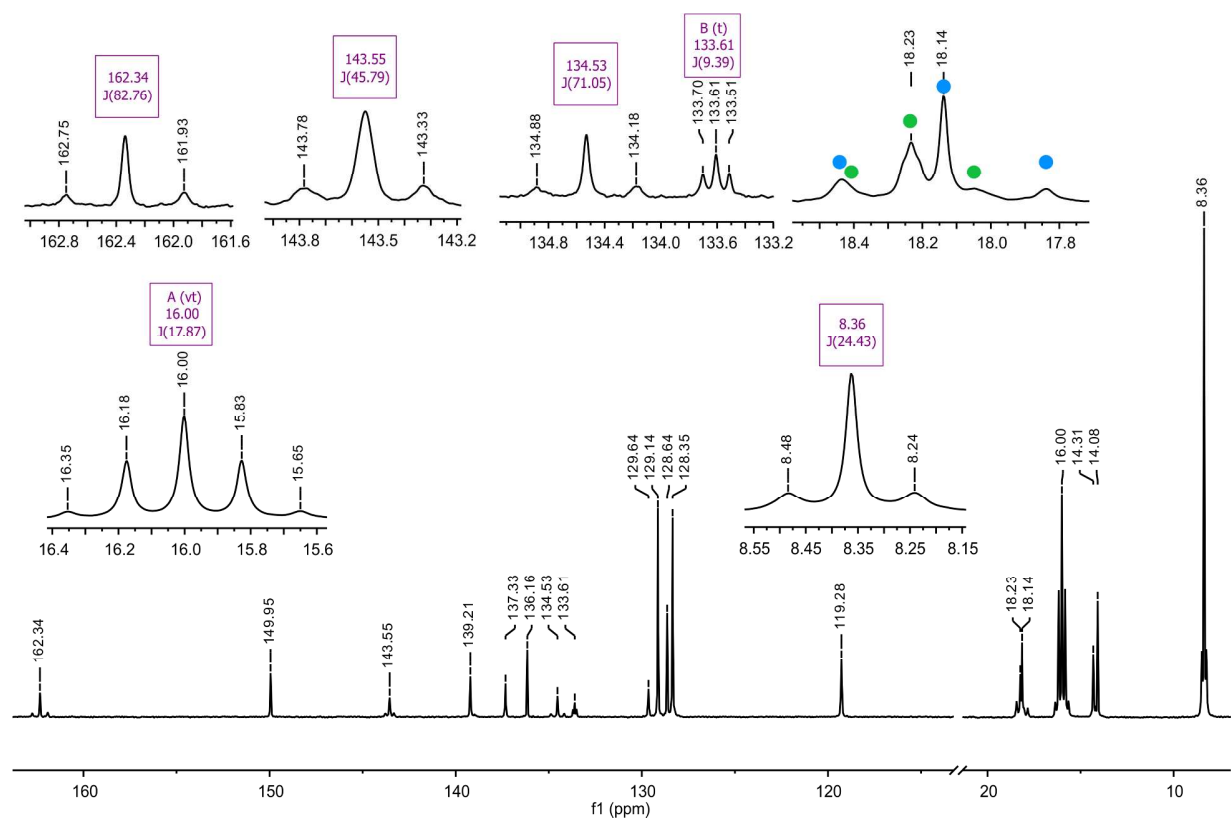 162.75
162.34
J(82.76)
161.93
162.8 162.4 162.0 161.6
143.78
143.55
J(45.79)
143.33
143.8 143.5 143.2
134.88
134.53
J(71.05)
134.18
B (t)
133.61
J(9.39)
133.70
133.61
133.51
134.8 134.4 134.0 133.6 133.2
18.23
18.14
18.4 18.2 18.0 17.8
8.36
A (vt)
16.00
J(17.87)
16.35
16.18
16.00
15.83
15.65
16.4 16.2 16.0 15.8 15.6
8.36
J(24.43)
8.48
8.24
8.55 8.45 8.35 8.25 8.15
162.34
149.95
143.55
139.21
137.33
136.16
134.53
133.61
129.64
129.14
128.64
128.35
119.28
18.23
18.14
16.00
14.31
14.08
160 150 140 130 120 20 10
f1 (ppm)